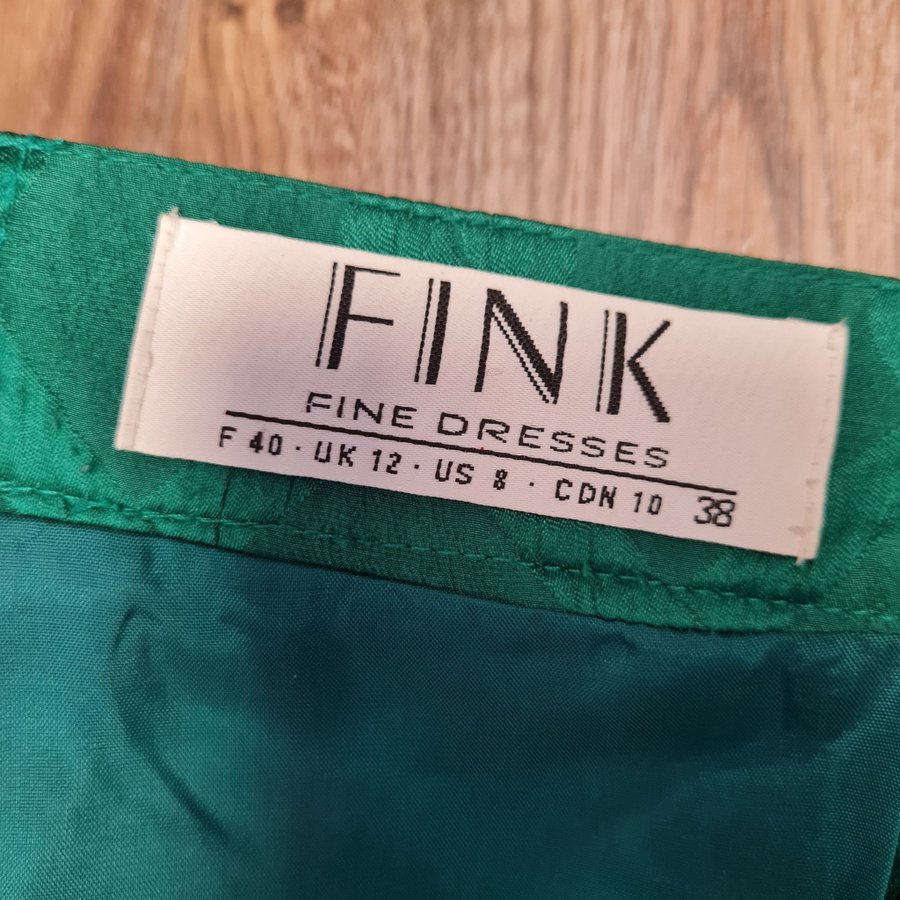 FINK
FINE DRESSES
F 40 · UK 12 · US 8 · CDN 10 38